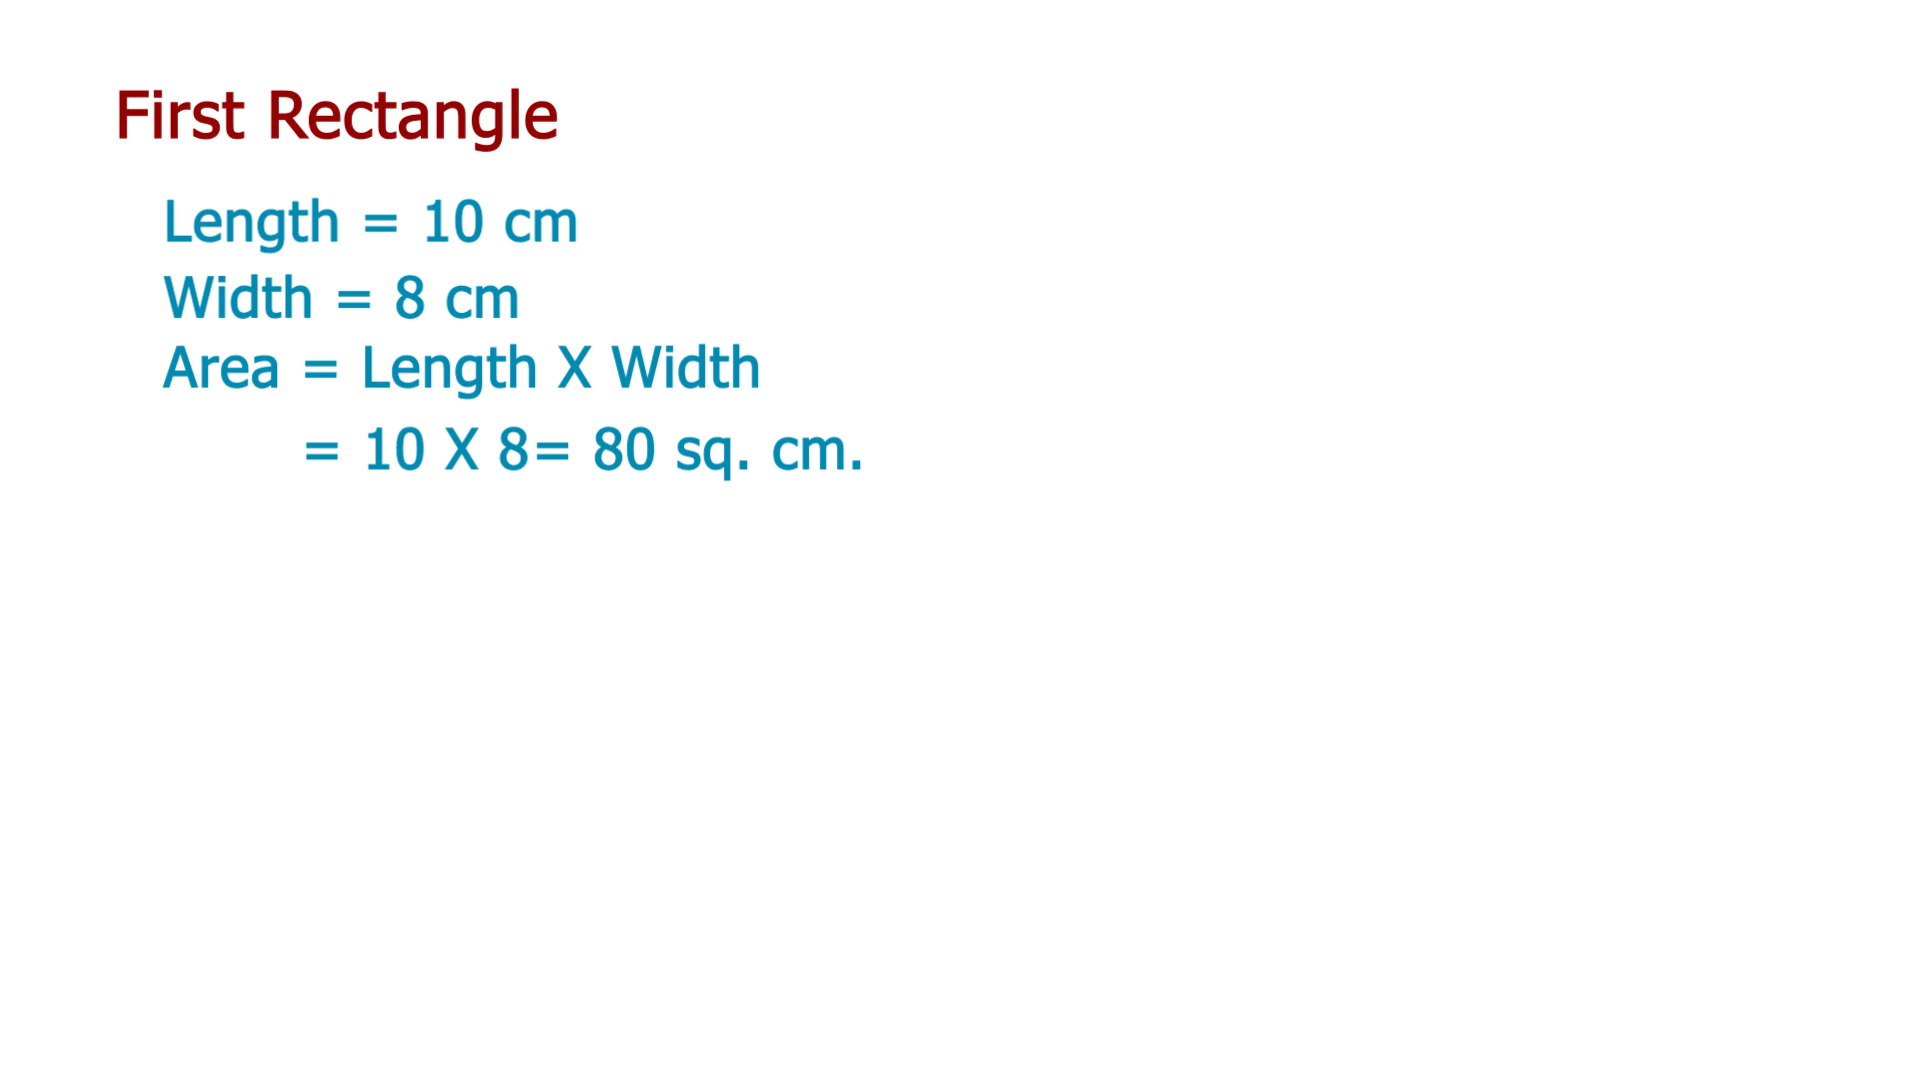 First Rectangle
Length = 10 cm
Width = 8 cm
Area = Length X Width
= 10 X 8= 80 sq. cm.